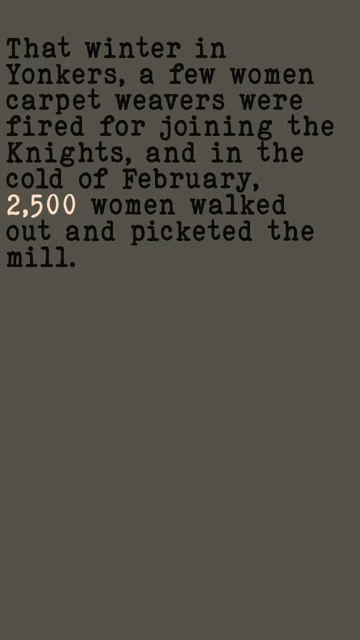 That winter in
Yonkers, a few women
carpet weavers were
fired for joining the
Knights, and in the
cold of February,
2,500 women walked
out and picketed the
mill.